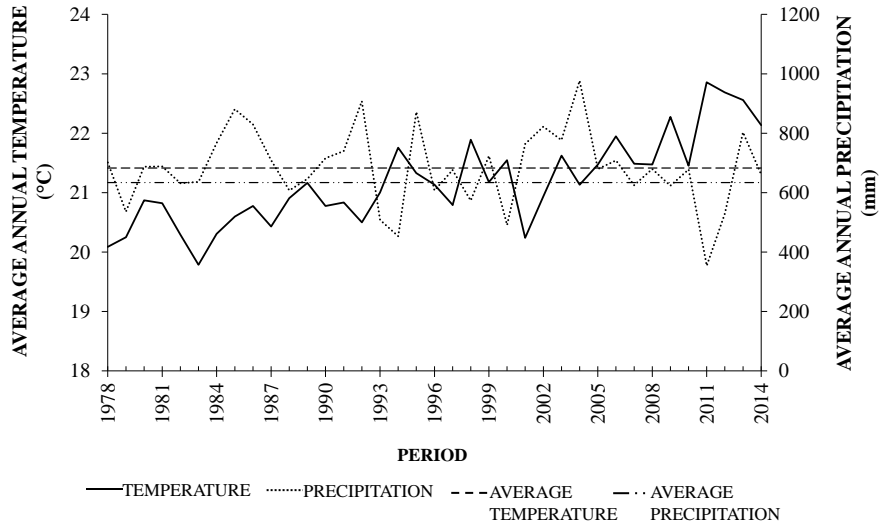 AVERAGE ANNUAL TEMPERATURE
(°C)
24
23
22
21
20
19
18
1200
1000
800
600
400
200
0
AVERAGE ANNUAL PRECIPITATION
(mm)
1978
1981
1984
1987
1990
1993
1996
1999
2002
2005
2008
2011
2014
PERIOD
TEMPERATURE
PRECIPITATION
AVERAGE
TEMPERATURE
AVERAGE
PRECIPITATION